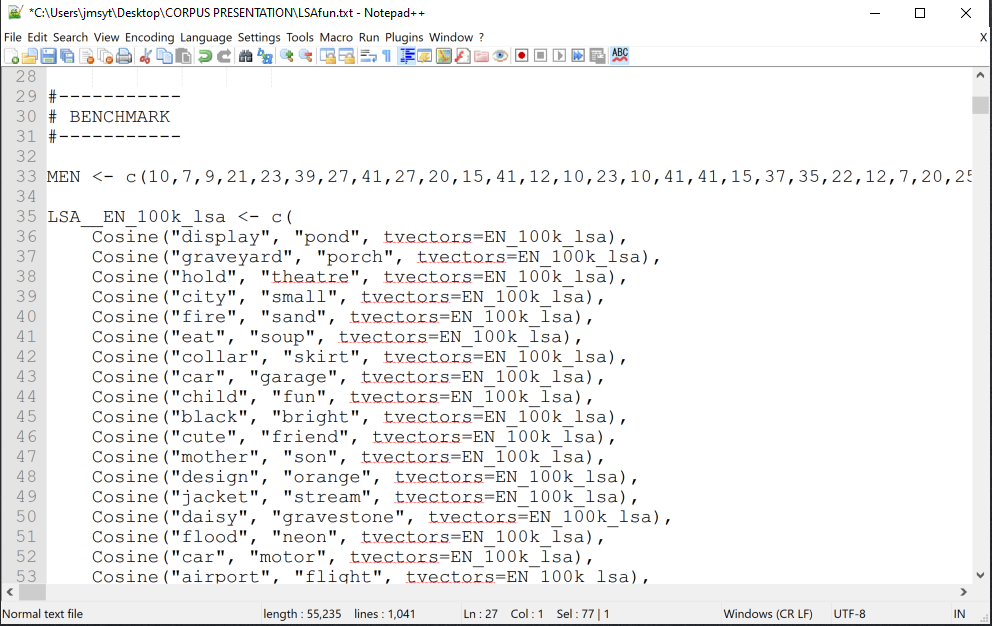 *C:\Users\jmsyt\Desktop\CORPUS PRESENTATION\LSAfun.txt - Notepad++
File Edit Search View Encoding Language Settings Tools Macro Run Plugins Window ? X
ABC
28
29 #-----------
30 # BENCHMARK
31 #-----------
32
33 MEN <- c(10,7,9,21,23,39,27,41,27,20,15,41,12,10,23,10,41,41,15,37,35,22,12,7,20,25
34
35 LSA__EN_100k_lsa <- c(
36 Cosine("display", "pond", tvectors=EN_100k_lsa),
37 Cosine("graveyard", "porch", tvectors=EN_100k_lsa),
38 Cosine("hold", "theatre", tvectors=EN_100k_lsa),
39 Cosine("city", "small", tvectors=EN_100k_lsa),
40 Cosine("fire", "sand", tvectors=EN_100k_lsa),
41 Cosine("eat", "soup", tvectors=EN_100k_lsa),
42 Cosine("collar", "skirt", tvectors=EN_100k_lsa),
43 Cosine("car", "garage", tvectors=EN_100k_lsa),
44 Cosine("child", "fun", tvectors=EN_100k_lsa),
45 Cosine("black", "bright", tvectors=EN_100k_lsa),
46 Cosine("cute", "friend", tvectors=EN_100k_lsa),
47 Cosine("mother", "son", tvectors=EN_100k_lsa),
48 Cosine("design", "orange", tvectors=EN_100k_lsa),
49 Cosine("jacket", "stream", tvectors=EN_100k_lsa),
50 Cosine("daisy", "gravestone", tvectors=EN_100k_lsa),
51 Cosine("flood", "neon", tvectors=EN_100k_lsa),
52 Cosine("car", "motor", tvectors=EN_100k_lsa),
53 Cosine("airport", "flight", tvectors=EN_100k_lsa),
Normal text file length : 55,235 lines : 1,041 Ln : 27 Col : 1 Sel : 77 | 1 Windows (CR LF) UTF-8 IN